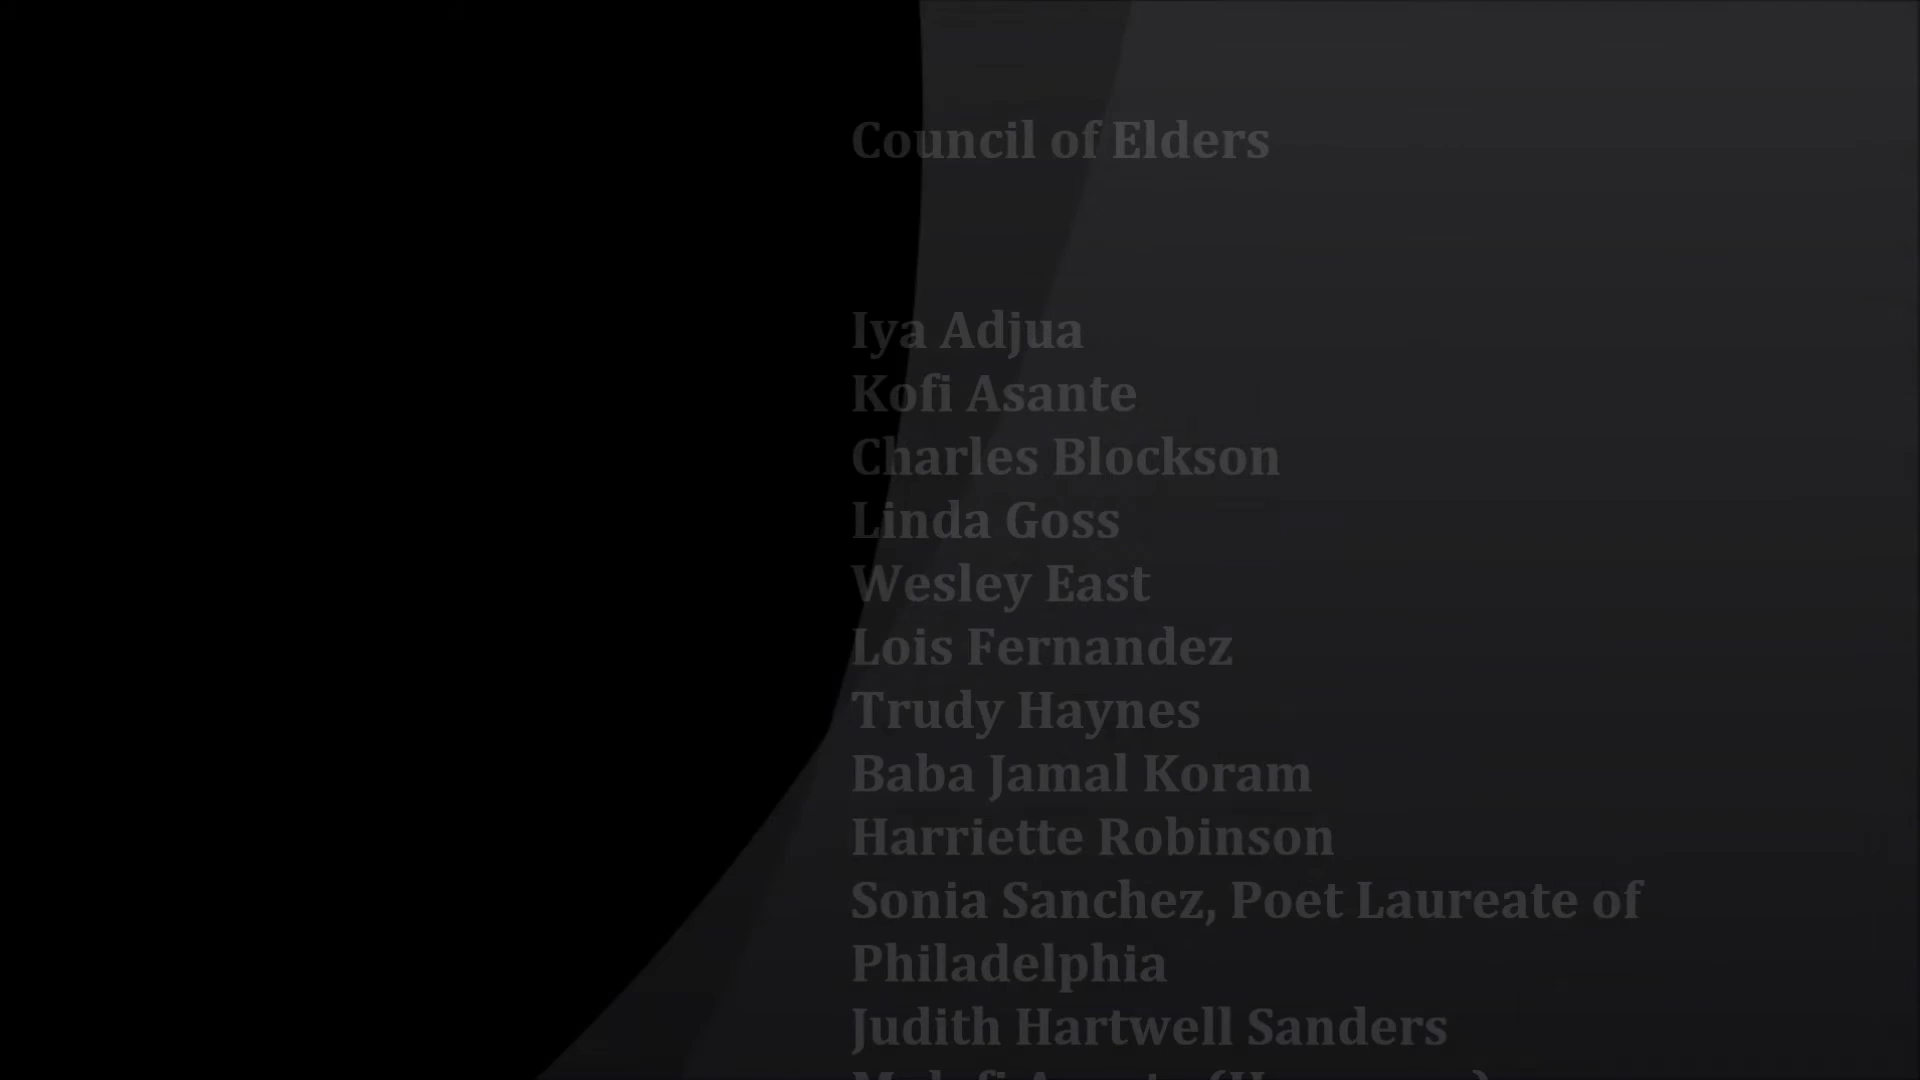 Council of Elders
Iya Adjua
Kofi Asante
Charles Blockson
Linda Goss
Wesley East
Lois Fernandez
Trudy Haynes
Baba Jamal Koram
Harriette Robinson
Sonia Sanchez, Poet Laureate of
Philadelphia
Judith Hartwell Sanders